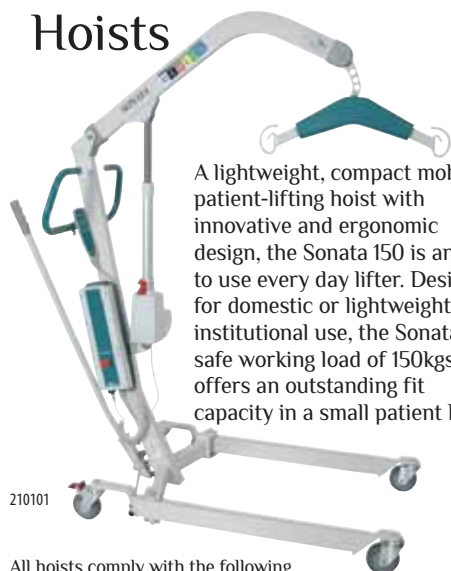 Hoists
SONATA
A lightweight, compact mob
patient-lifting hoist with
innovative and ergonomic
design, the Sonata 150 is an
to use every day lifter. Desi
for domestic or lightweight
institutional use, the Sonata
safe working load of 150kgs
offers an outstanding fit
capacity in a small patient l
210101
All hoists comply with the following